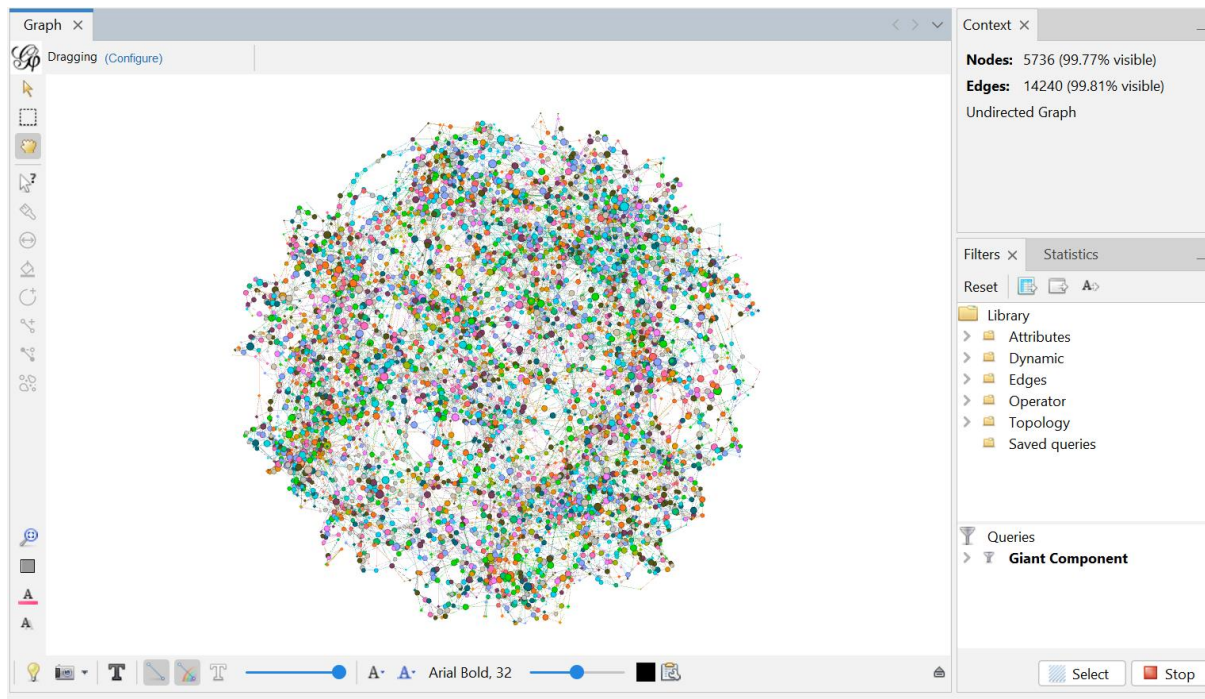 Graph
Dragging (Configure)
Arial Bold, 32
Context
Nodes: 5736 (99.77% visible)
Edges: 14240 (99.81% visible)
Undirected Graph
Filters
Statistics
Reset
Library
Attributes
Dynamic
Edges
Operator
Topology
Saved queries
Queries
Giant Component
Select
Stop